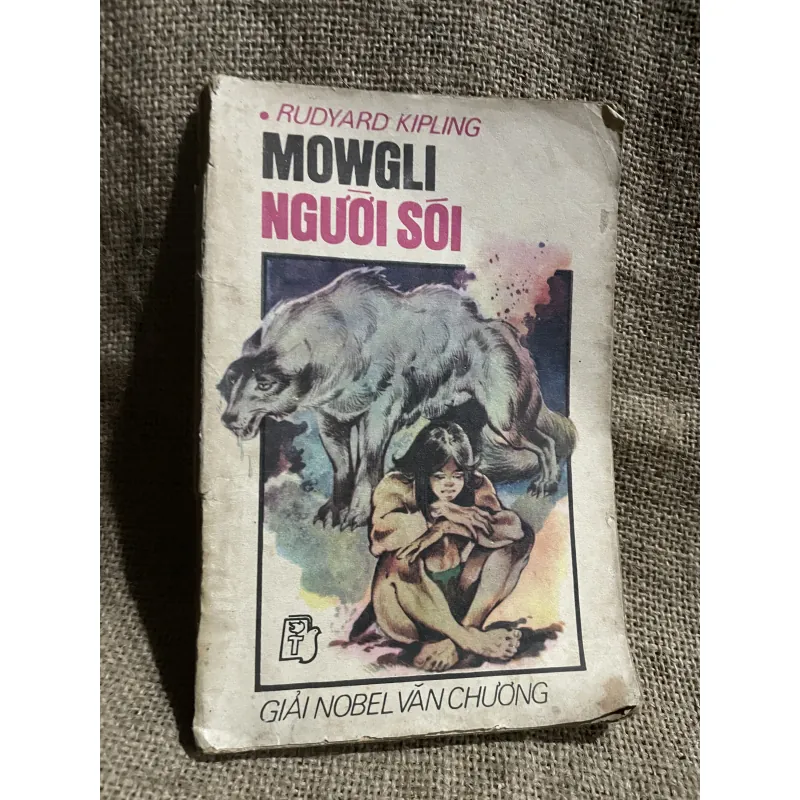 • RUDYARD KIPLING
MOWGLI
NGƯỜI SÓI
T
GIẢI NOBEL VĂN CHƯƠNG